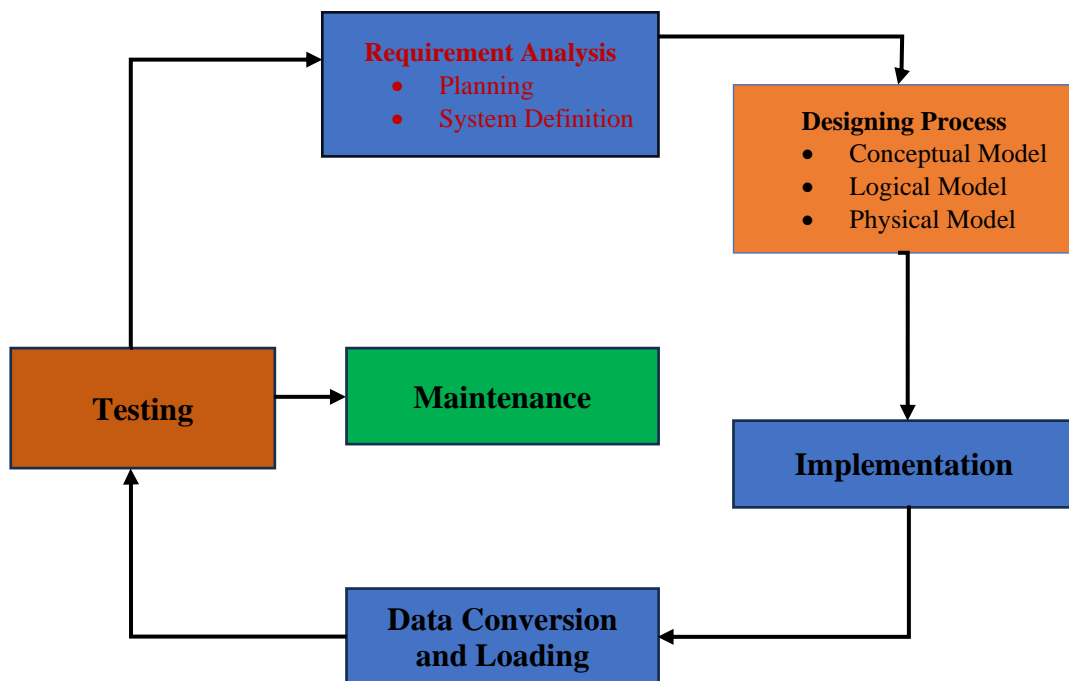 Requirement Analysis
• Planning
• System Definition
Designing Process
• Conceptual Model
• Logical Model
• Physical Model
Testing
Maintenance
Implementation
Data Conversion
and Loading